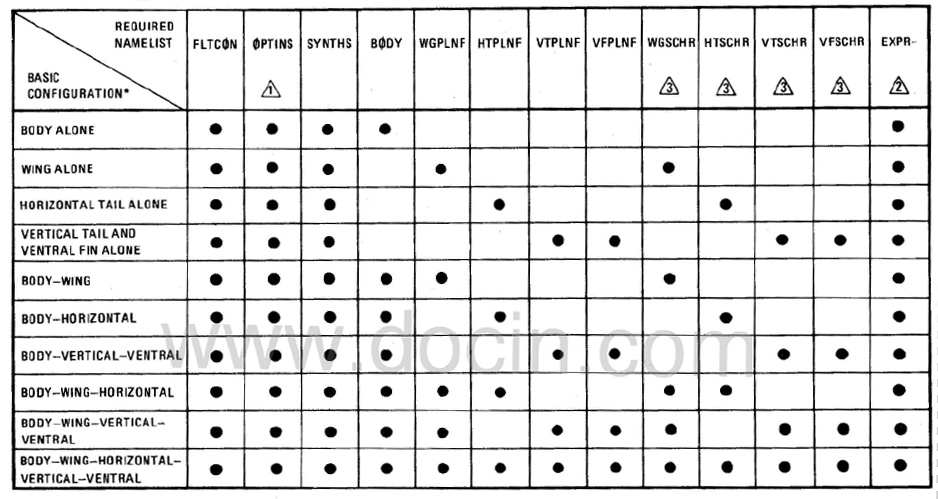 REQUIRED
NAMELIST
BASIC
CONFIGURATION*
FLTCØN ØPTINS SYNTHS BØDY WGPLNF HTPLNF VTPLNF VFPLNF WGSCHR HTSCHR VTSCHR VFSCHR EXPR-
1 3 3 3 3 2
BODY ALONE ● ● ● ● ●
WING ALONE ● ● ● ● ● ●
HORIZONTAL TAIL ALONE ● ● ● ● ● ●
VERTICAL TAIL AND
VENTRAL FIN ALONE ● ● ● ● ● ● ● ●
BODY–WING ● ● ● ● ● ● ●
BODY–HORIZONTAL ● ● ● ● ● ● ●
www.docin.com
BODY–VERTICAL–VENTRAL ● ● ● ● ● ● ● ● ●
BODY–WING–HORIZONTAL ● ● ● ● ● ● ● ● ●
BODY–WING–VERTICAL–
VENTRAL ● ● ● ● ● ● ● ● ● ● ●
BODY–WING–HORIZONTAL–
VERTICAL–VENTRAL ● ● ● ● ● ● ● ● ● ● ● ● ●